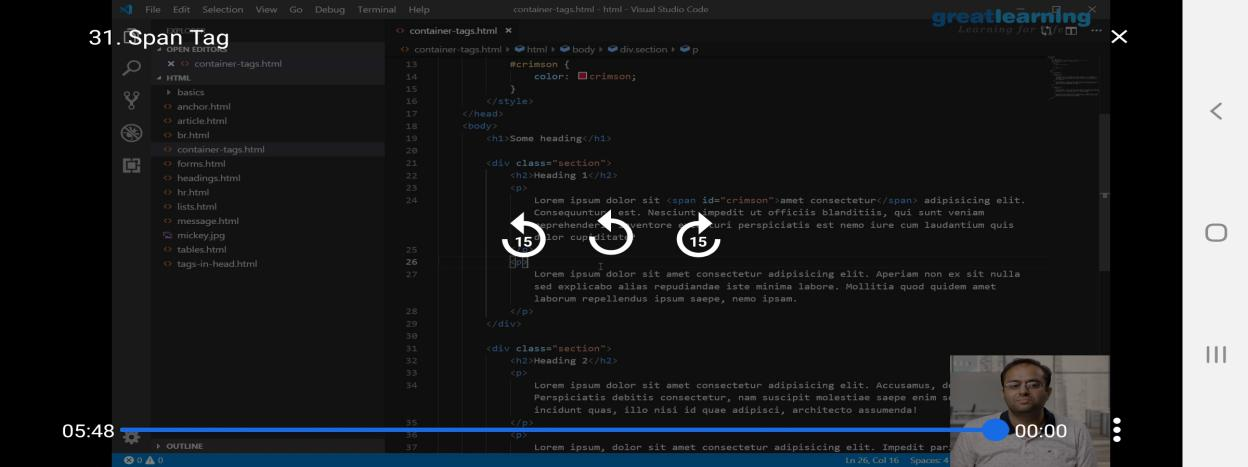 File Edit Selection View Go Debug Terminal Help
container-tags.html - html - Visual Studio Code
greatlearning
Learning for Life
31. Span Tag
OPEN EDITORS
container-tags.html
HTML
basics
anchor.html
article.html
br.html
container-tags.html
forms.html
headings.html
hr.html
lists.html
message.html
mickey.jpg
tables.html
tags-in-head.html
OUTLINE
container-tags.html
container-tags.html html body div.section p
13 #crimson {
14 color: crimson;
15 }
16 </style>
17 </head>
18 <body>
19 <h1>Some heading</h1>
20
21 <div class="section">
22 <h2>Heading 1</h2>
23 <p>
24 Lorem ipsum dolor sit <span id="crimson">amet consectetur</span> adipisicing elit.
Consequuntur est. Nesciunt impedit ut officiis blanditiis, qui sunt veniam
perspiciatis est nemo iure cum laudantium quis
25
26 <p>
27 Lorem ipsum dolor sit amet consectetur adipisicing elit. Aperiam non ex sit nulla
sed explicabo alias repudiandae iste minima labore. Mollitia quod quidem amet
laborum repellendus ipsum saepe, nemo ipsam.
28 </p>
29 </div>
30
31 <div class="section">
32 <h2>Heading 2</h2>
33 <p>
34 Lorem ipsum dolor sit amet consectetur adipisicing elit. Accusamus,
Perspiciatis debitis consectetur, nam suscipit molestiae saepe enim
incidunt quas, illo nisi id quae adipisci, architecto assumenda!
35 </p>
36 <p>
37 Lorem ipsum, dolor sit amet consectetur adipisicing elit. Impedit
15 15
05:48 00:00
0 0 Ln 26, Col 16 Spaces: 4